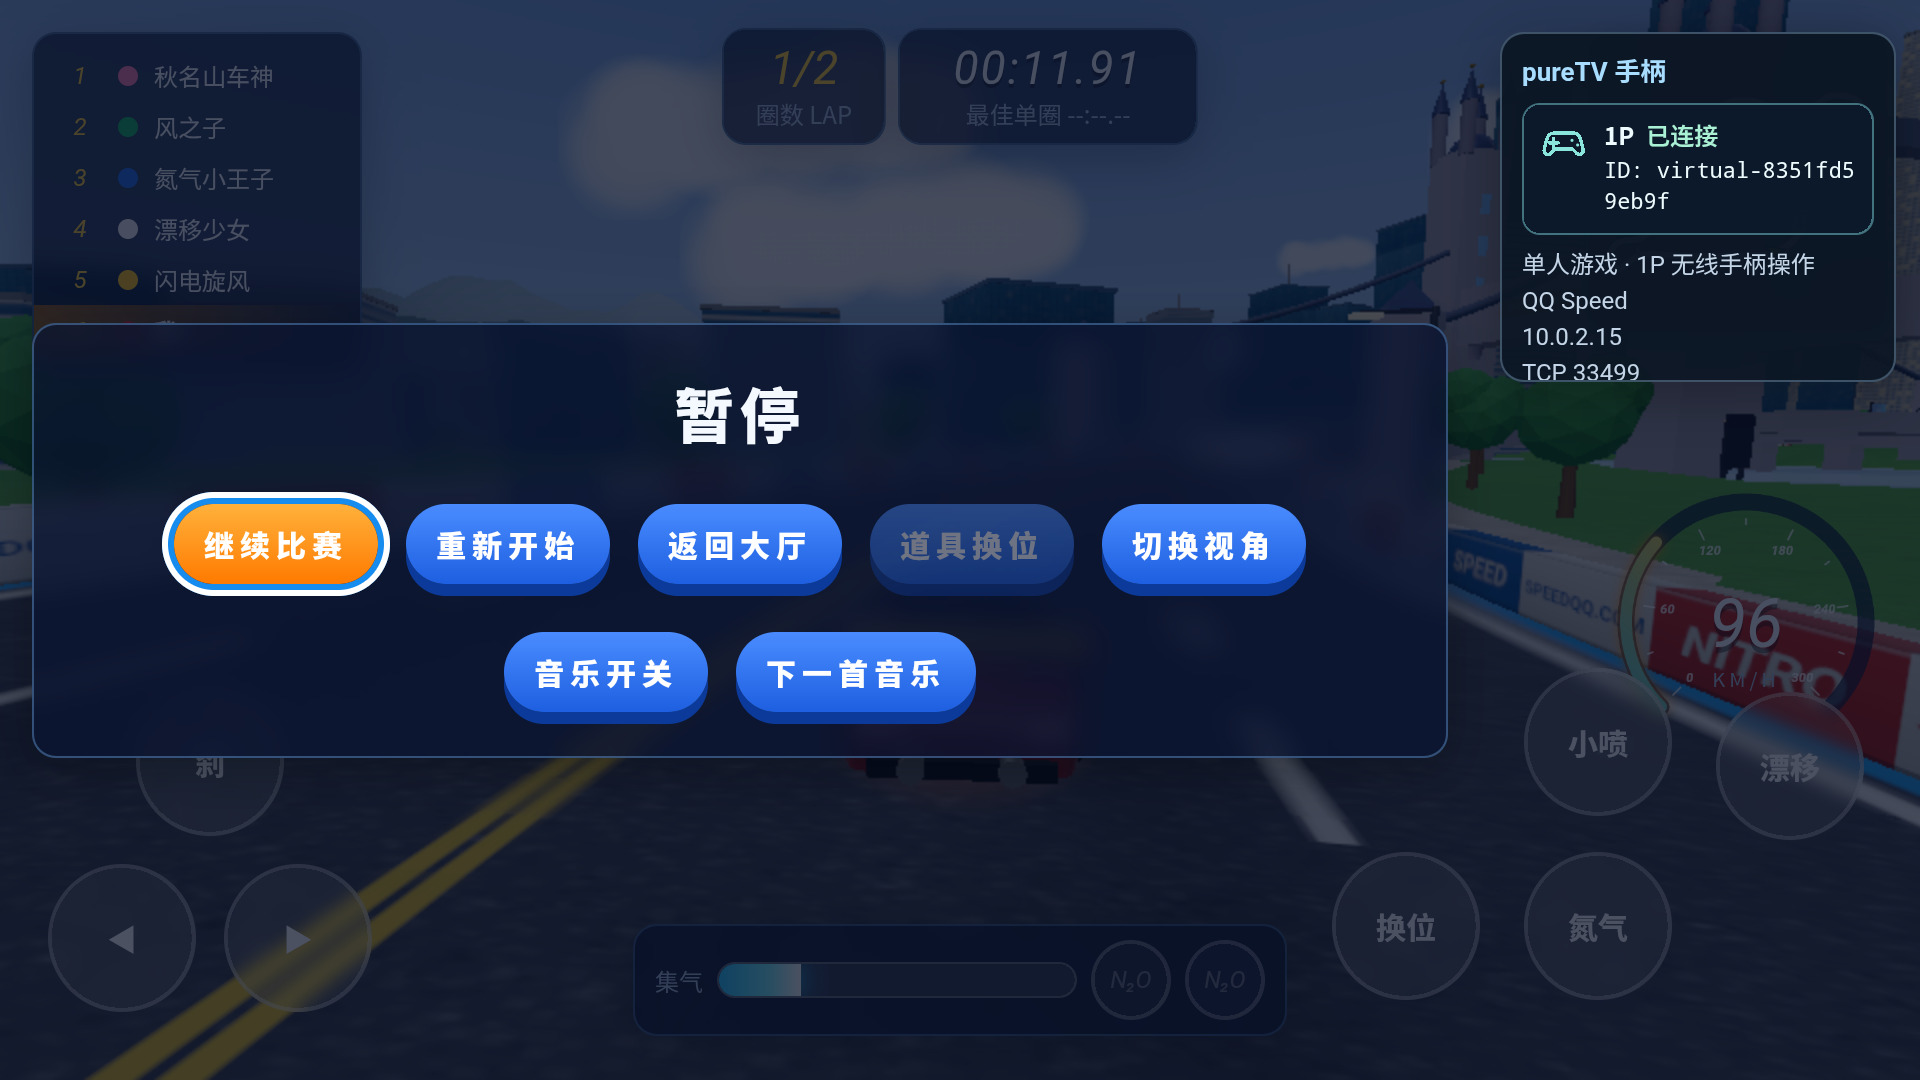 1 秋名山车神
2 风之子
3 氮气小王子
4 漂移少女
5 闪电旋风
1/2
圈数 LAP
00:11.91
最佳单圈 --:--.--
pureTV 手柄
1P 已连接
ID: virtual-8351fd5
9eb9f
单人游戏 · 1P 无线手柄操作
QQ Speed
10.0.2.15
TCP 33499
暂停
继续比赛
重新开始
返回大厅
道具换位
切换视角
音乐开关
下一首音乐
SPEED
SPEEDQQ.COM
NITRO
0
60
120
180
240
300
96
KM/H
刹
◀
▶
小喷
漂移
换位
氮气
集气
N₂O
N₂O